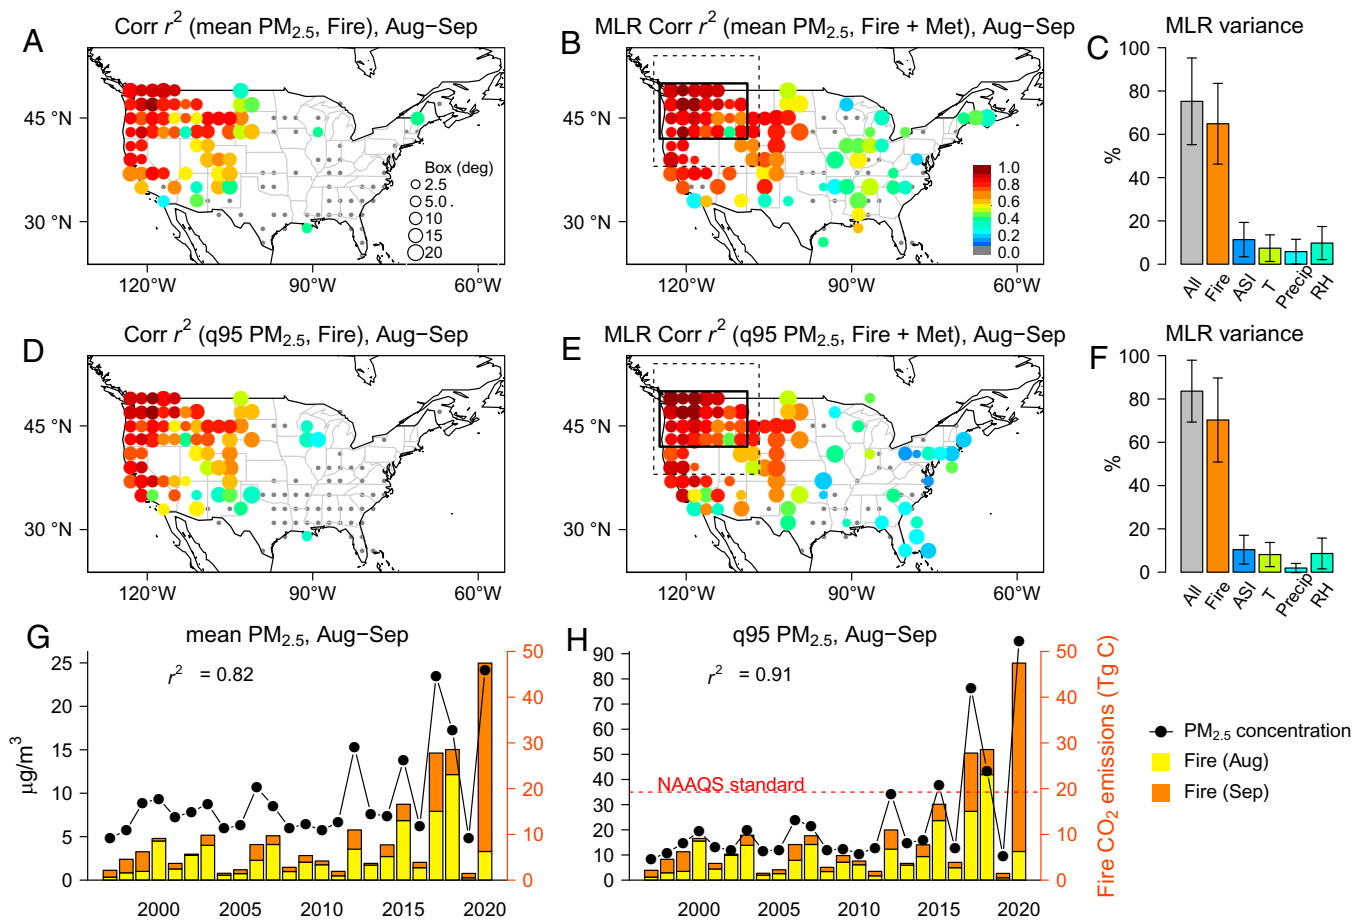 A
Corr r² (mean PM₂.₅, Fire), Aug−Sep
45 °N
30 °N
120°W
90°W
60°W
Box (deg)
2.5
5.0
10
15
20
B
MLR Corr r² (mean PM₂.₅, Fire + Met), Aug−Sep
45 °N
30 °N
120°W
90°W
60°W
1.0
0.8
0.6
0.4
0.2
0.0
C
MLR variance
%
100
80
60
40
20
0
All
Fire
ASI
T
Precip
RH
D
Corr r² (q95 PM₂.₅, Fire), Aug−Sep
45 °N
30 °N
120°W
90°W
60°W
E
MLR Corr r² (q95 PM₂.₅, Fire + Met), Aug−Sep
45 °N
30 °N
120°W
90°W
60°W
F
MLR variance
%
100
80
60
40
20
0
All
Fire
ASI
T
Precip
RH
G
mean PM₂.₅, Aug−Sep
r² = 0.82
µg/m³
25
20
15
10
5
0
50
40
30
20
10
0
2000
2005
2010
2015
2020
H
q95 PM₂.₅, Aug−Sep
r² = 0.91
NAAQS standard
90
80
70
60
50
40
30
20
10
0
50
40
30
20
10
0
Fire CO₂ emissions (Tg C)
2000
2005
2010
2015
2020
PM₂.₅ concentration
Fire (Aug)
Fire (Sep)